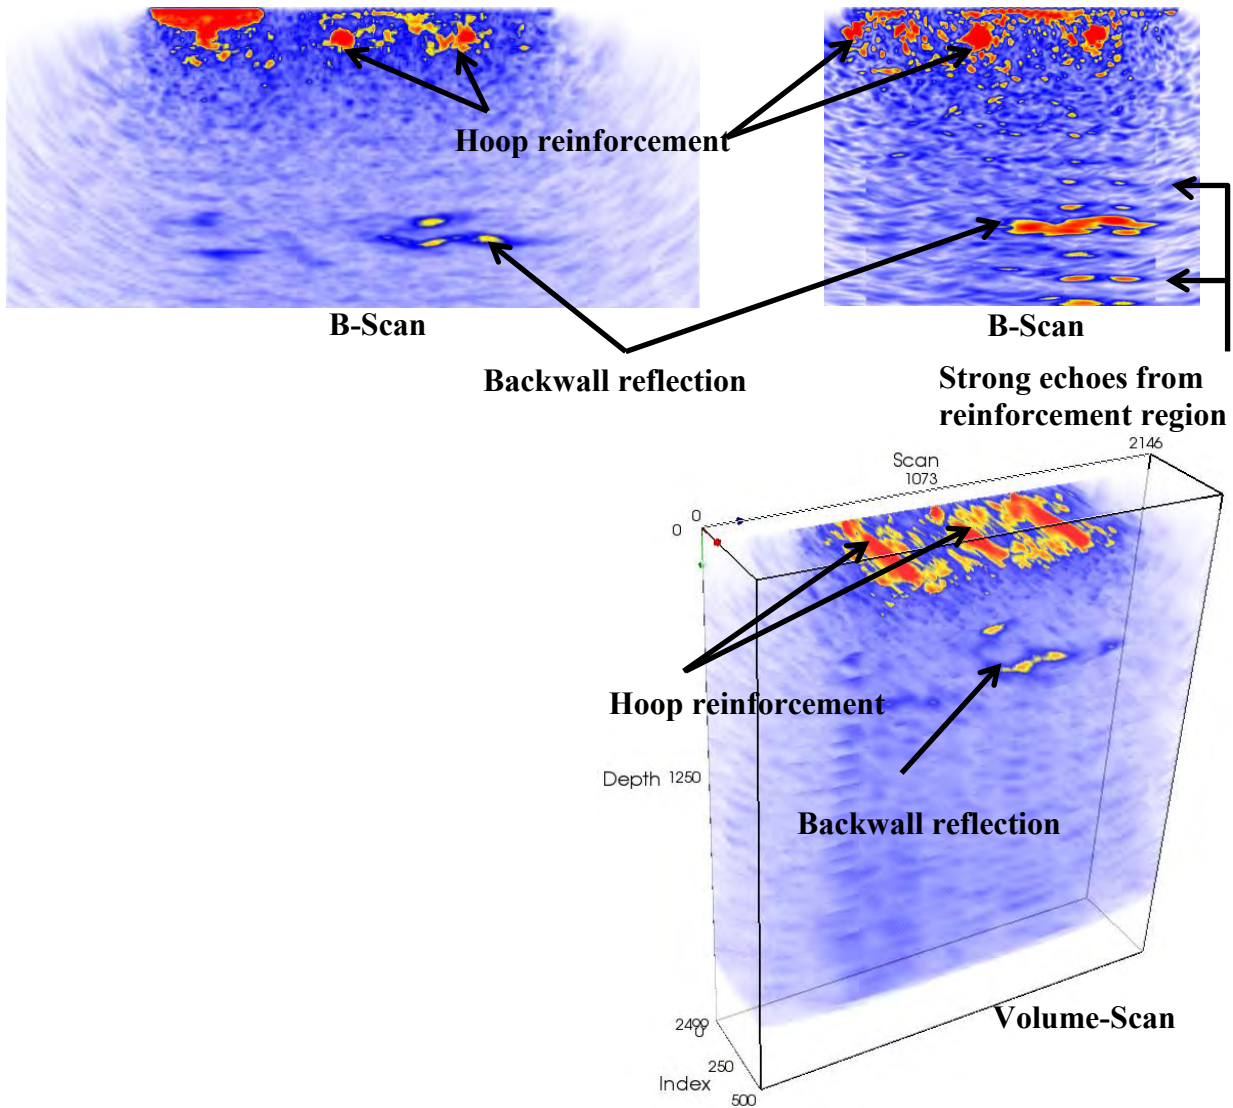 Hoop reinforcement
B-Scan
B-Scan
Backwall reflection
Strong echoes from
reinforcement region
2146
Scan
1073
0
0
Hoop reinforcement
Depth
1250
Backwall reflection
Volume-Scan
2499
0
250
Index
500